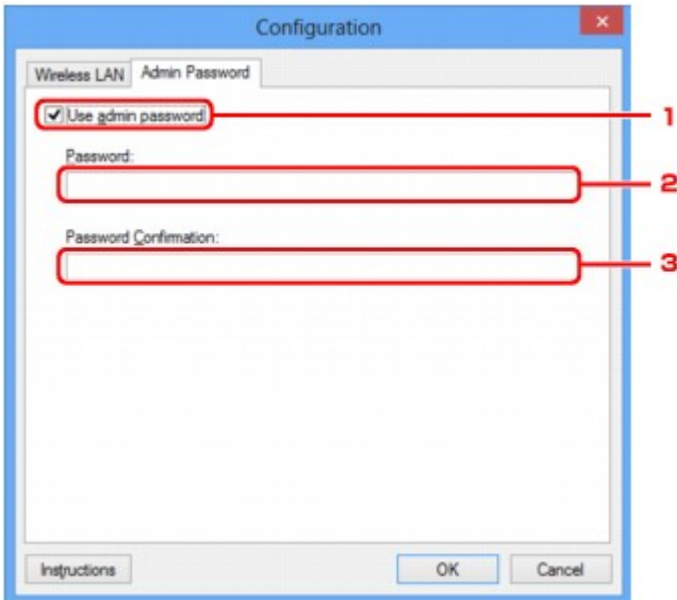 Configuration
Wireless LAN
Admin Password
Use admin password
1
Password:
2
Password Confirmation:
3
Instructions
OK
Cancel